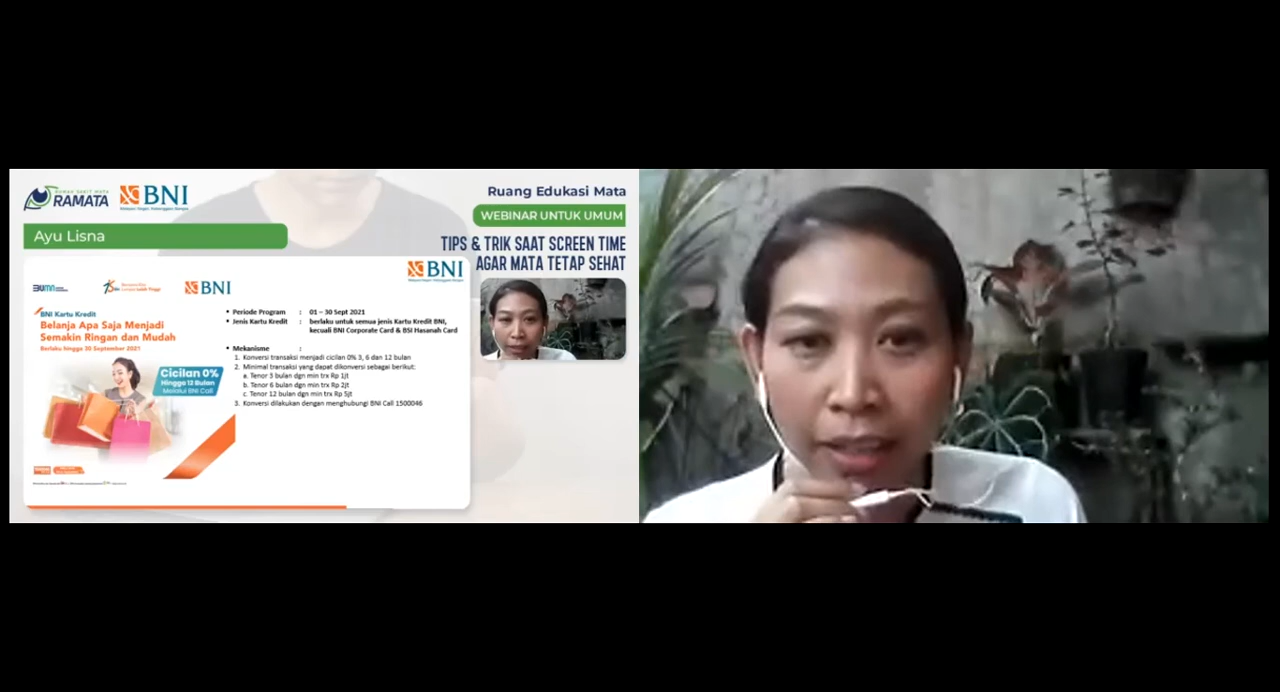 RUMAH SAKIT MATA
RAMATA
BNI
Ayu Lisna
Ruang Edukasi Mata
WEBINAR UNTUK UMUM
TIPS & TRIK SAAT SCREEN TIME
AGAR MATA TETAP SEHAT
BNI
BUMN
BNI
BNI Kartu Kredit
Belanja Apa Saja Menjadi
Semakin Ringan dan Mudah
Berlaku hingga 30 September 2021
Cicilan 0%
Hingga 12 Bulan
Melalui BNI Call
• Periode Program : 01 – 30 Sept 2021
• Jenis Kartu Kredit : berlaku untuk semua jenis Kartu Kredit BNI,
kecuali BNI Corporate Card & BSI Hasanah Card
• Mekanisme :
1. Konversi transaksi menjadi cicilan 0% 3, 6 dan 12 bulan
2. Minimal transaksi yang dapat dikonversi sebagai berikut:
a. Tenor 3 bulan dgn min trx Rp 1jt
b. Tenor 6 bulan dgn min trx Rp 2jt
c. Tenor 12 bulan dgn min trx Rp 5jt
3. Konversi dilakukan dengan menghubungi BNI Call 1500046